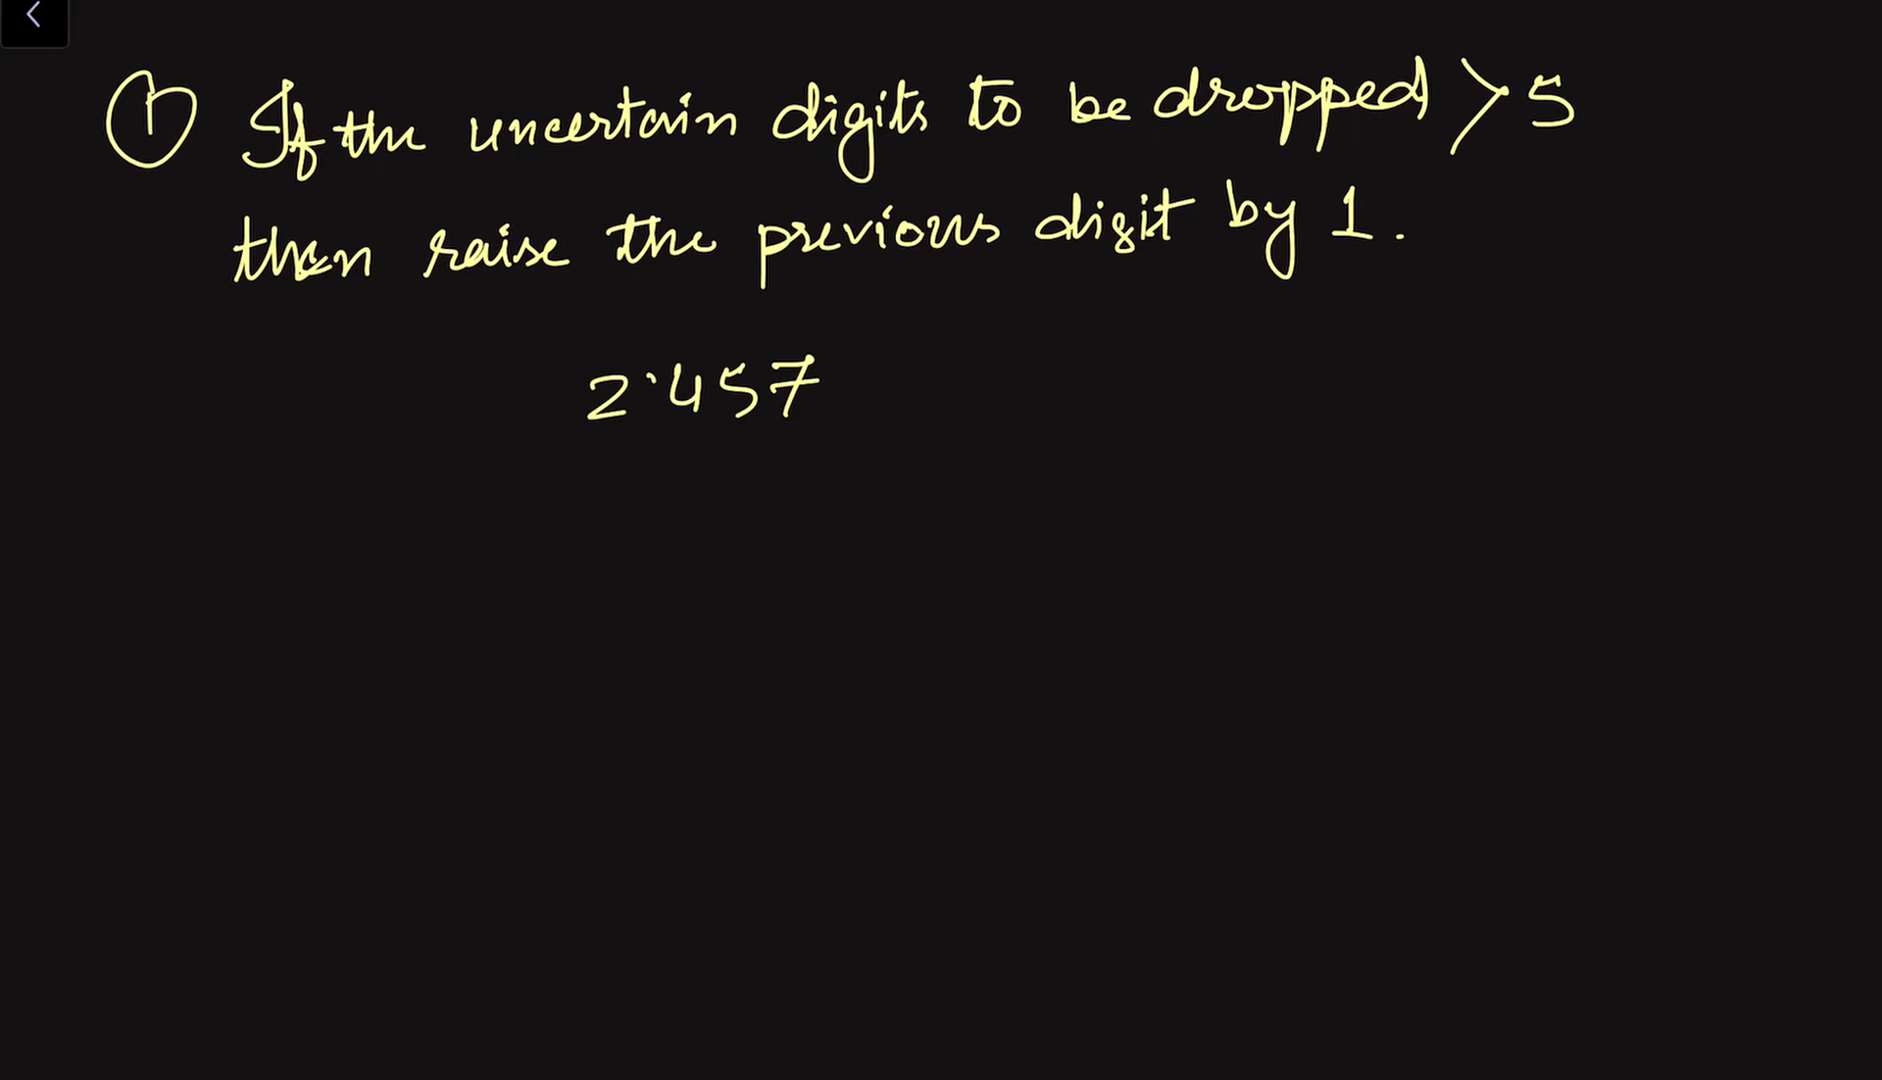 ① If the uncertain digits to be dropped > 5
then raise the previous digit by 1.
2.457